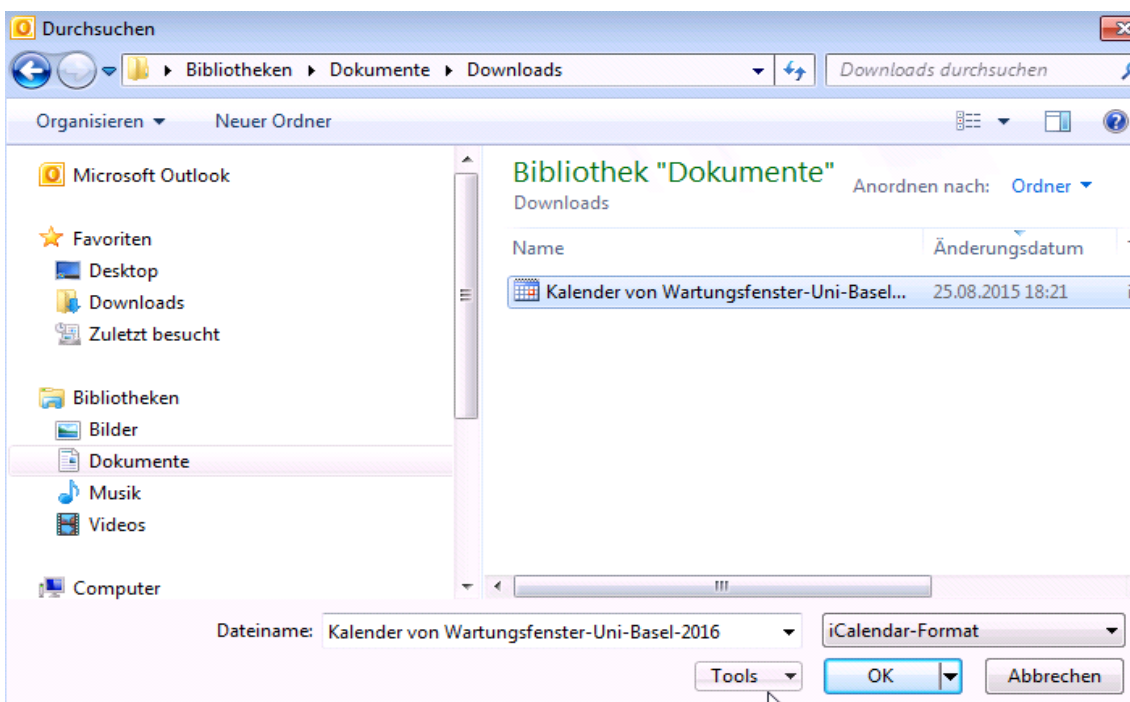 Durchsuchen
Bibliotheken Dokumente Downloads
Downloads durchsuchen
Organisieren
Neuer Ordner
Microsoft Outlook
Favoriten
Desktop
Downloads
Zuletzt besucht
Bibliotheken
Bilder
Dokumente
Musik
Videos
Computer
Bibliothek "Dokumente"
Downloads
Anordnen nach: Ordner
Name
Änderungsdatum
Kalender von Wartungsfenster-Uni-Basel... 25.08.2015 18:21
Dateiname: Kalender von Wartungsfenster-Uni-Basel-2016
iCalendar-Format
Tools
OK
Abbrechen